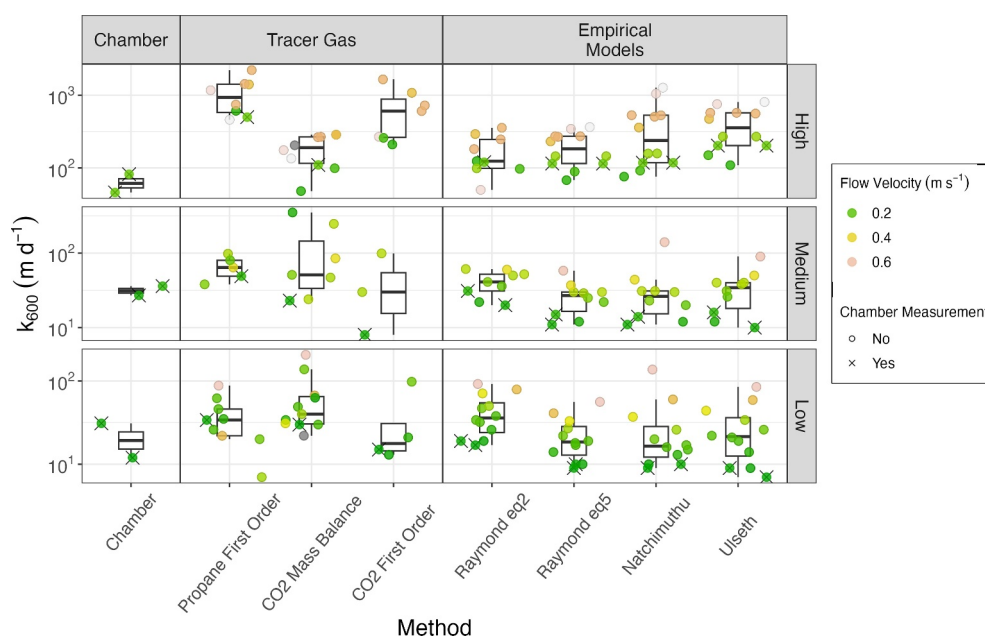 Chamber
Tracer Gas
Empirical
Models
High
10³
10²
Medium
10²
10¹
Low
10²
10¹
k₆₀₀ (m d⁻¹)
Chamber
Propane First Order
CO2 Mass Balance
CO2 First Order
Raymond eq2
Raymond eq5
Natchimuthu
Ulseth
Method
Flow Velocity (m s⁻¹)
0.2
0.4
0.6
Chamber Measurement
No
Yes